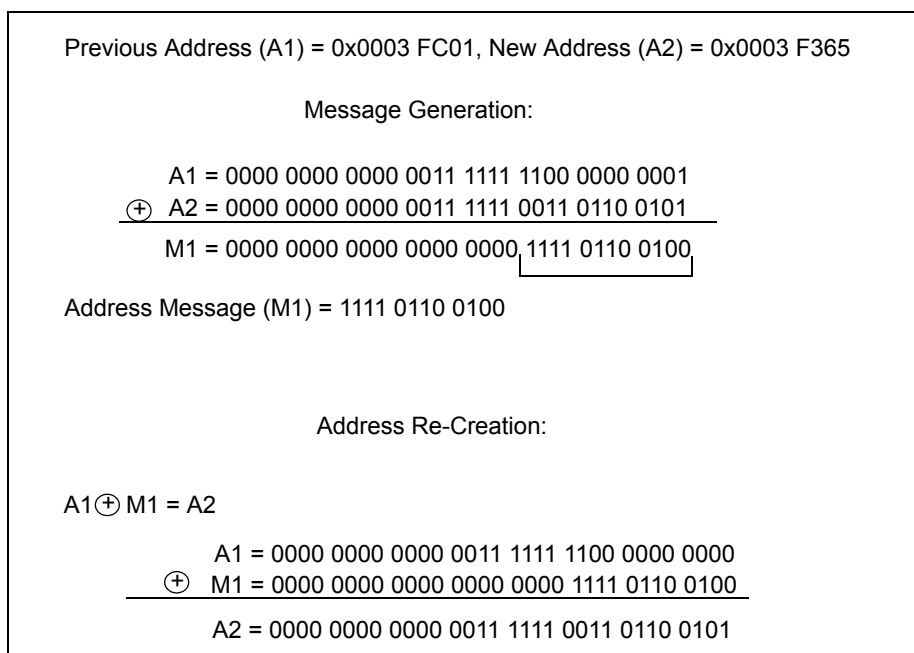 Previous Address (A1) = 0x0003 FC01, New Address (A2) = 0x0003 F365
Message Generation:
A1 = 0000 0000 0000 0011 1111 1100 0000 0001
⊕ A2 = 0000 0000 0000 0011 1111 0011 0110 0101
M1 = 0000 0000 0000 0000 0000 1111 0110 0100
Address Message (M1) = 1111 0110 0100
Address Re-Creation:
A1 ⊕ M1 = A2
A1 = 0000 0000 0000 0011 1111 1100 0000 0000
⊕ M1 = 0000 0000 0000 0000 0000 1111 0110 0100
A2 = 0000 0000 0000 0011 1111 0011 0110 0101